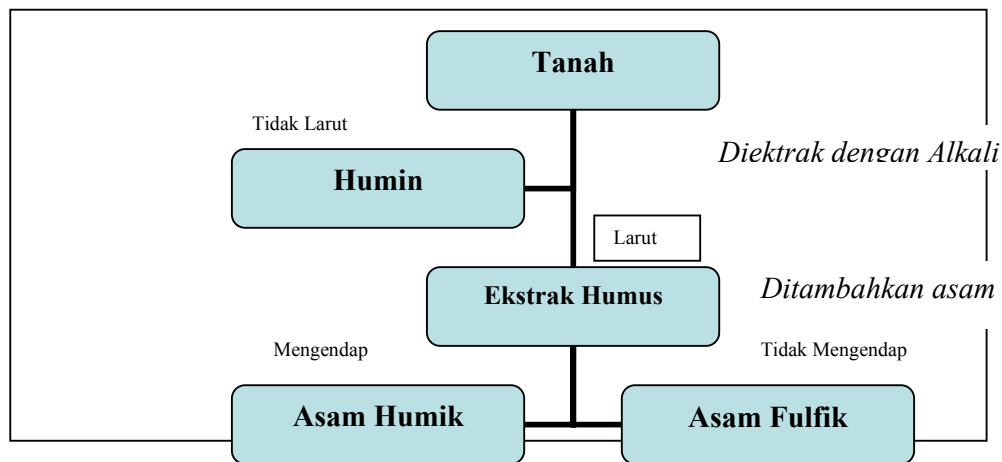 Tanah
Tidak Larut
Diektrak dengan Alkali
Humin
Larut
Ekstrak Humus
Ditambahkan asam
Mengendap
Tidak Mengendap
Asam Humik
Asam Fulfik